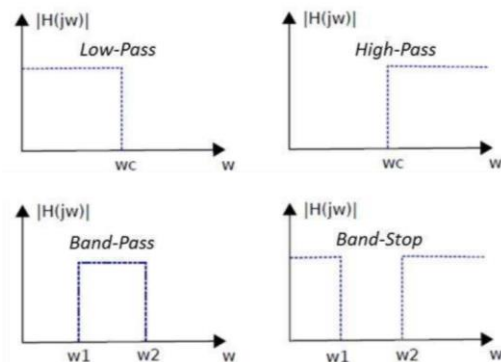 |H(jw)|
Low-Pass
wc
w
|H(jw)|
High-Pass
wc
w
|H(jw)|
Band-Pass
w1
w2
w
|H(jw)|
Band-Stop
w1
w2
w